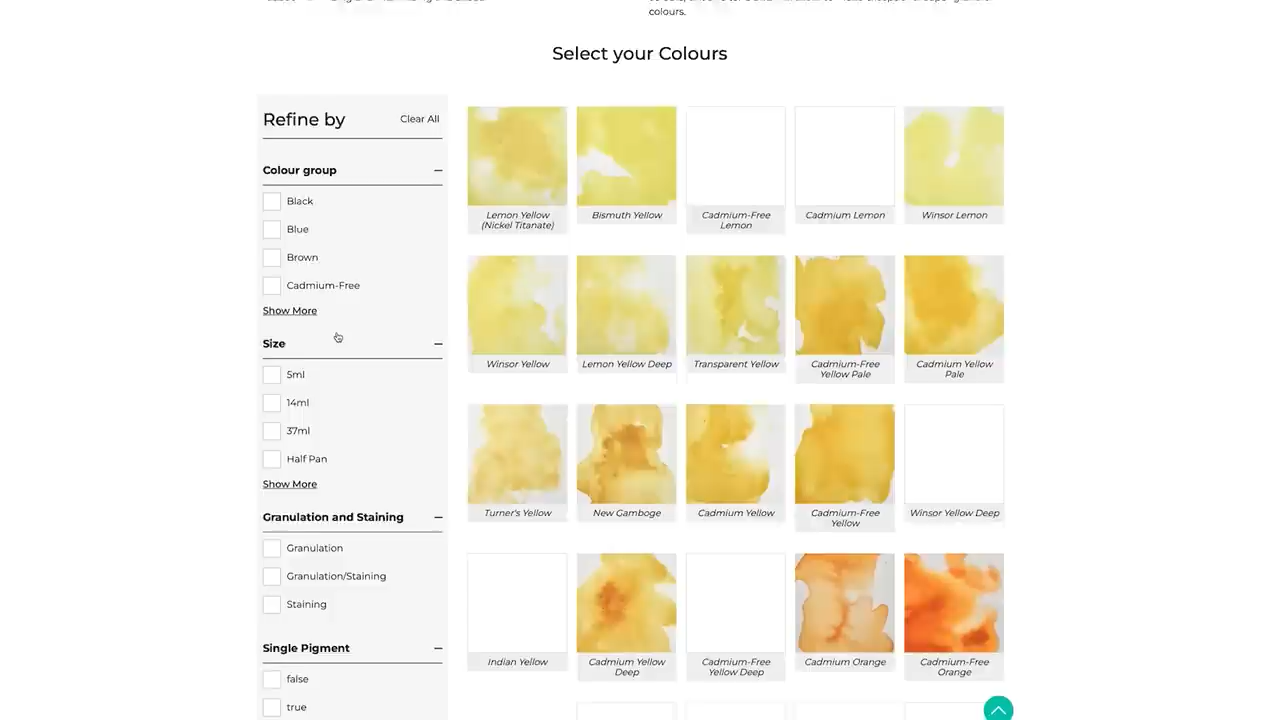 colours.
Select your Colours
Refine by
Clear All
Colour group
Black
Blue
Brown
Cadmium-Free
Show More
Size
5ml
14ml
37ml
Half Pan
Show More
Granulation and Staining
Granulation
Granulation/Staining
Staining
Single Pigment
false
true
Lemon Yellow
(Nickel Titanate)
Bismuth Yellow
Cadmium-Free
Lemon
Cadmium Lemon
Winsor Lemon
Winsor Yellow
Lemon Yellow Deep
Transparent Yellow
Cadmium-Free
Yellow Pale
Cadmium Yellow
Pale
Turner's Yellow
New Gamboge
Cadmium Yellow
Cadmium-Free
Yellow
Winsor Yellow Deep
Indian Yellow
Cadmium Yellow
Deep
Cadmium-Free
Yellow Deep
Cadmium Orange
Cadmium-Free
Orange